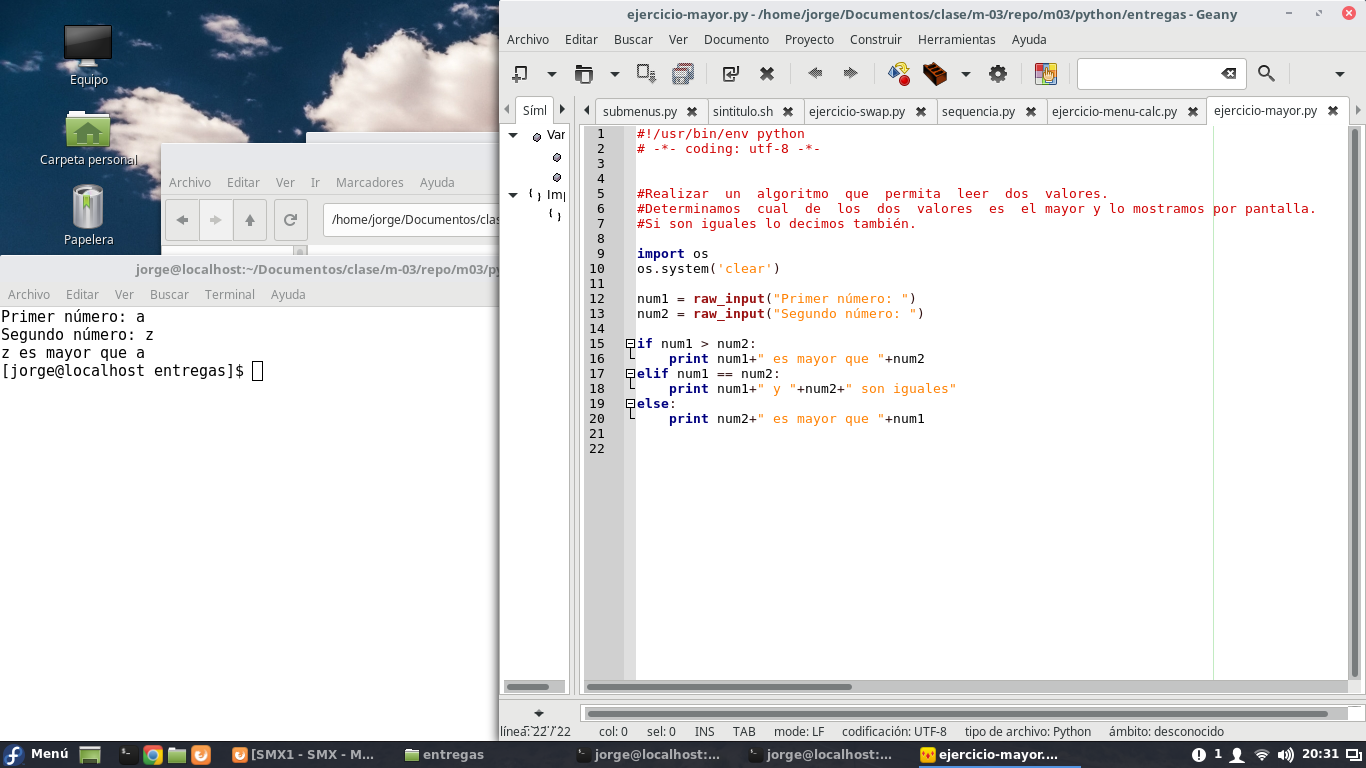 Equipo
Carpeta personal
Papelera
Archivo Editar Ver Ir Marcadores Ayuda
/home/jorge/Documentos/clas
jorge@localhost:~/Documentos/clase/m-03/repo/m03/py
Archivo Editar Ver Buscar Terminal Ayuda
Primer número: a
Segundo número: z
z es mayor que a
[jorge@localhost entregas]$
ejercicio-mayor.py - /home/jorge/Documentos/clase/m-03/repo/m03/python/entregas - Geany
Archivo Editar Buscar Ver Documento Proyecto Construir Herramientas Ayuda
Síml submenus.py sintitulo.sh ejercicio-swap.py sequencia.py ejercicio-menu-calc.py ejercicio-mayor.py
Var
Imp
1 #!/usr/bin/env python
2 # -*- coding: utf-8 -*-
3
4
5 #Realizar un algoritmo que permita leer dos valores.
6 #Determinamos cual de los dos valores es el mayor y lo mostramos por pantalla.
7 #Si son iguales lo decimos también.
8
9 import os
10 os.system('clear')
11
12 num1 = raw_input("Primer número: ")
13 num2 = raw_input("Segundo número: ")
14
15 if num1 > num2:
16     print num1+" es mayor que "+num2
17 elif num1 == num2:
18     print num1+" y "+num2+" son iguales"
19 else:
20     print num2+" es mayor que "+num1
21
22
línea: 22 / 22 col: 0 sel: 0 INS TAB mode: LF codificación: UTF-8 tipo de archivo: Python ámbito: desconocido
Menú [SMX1 - SMX - M... entregas jorge@localhost:... jorge@localhost:... ejercicio-mayor.... 1 20:31